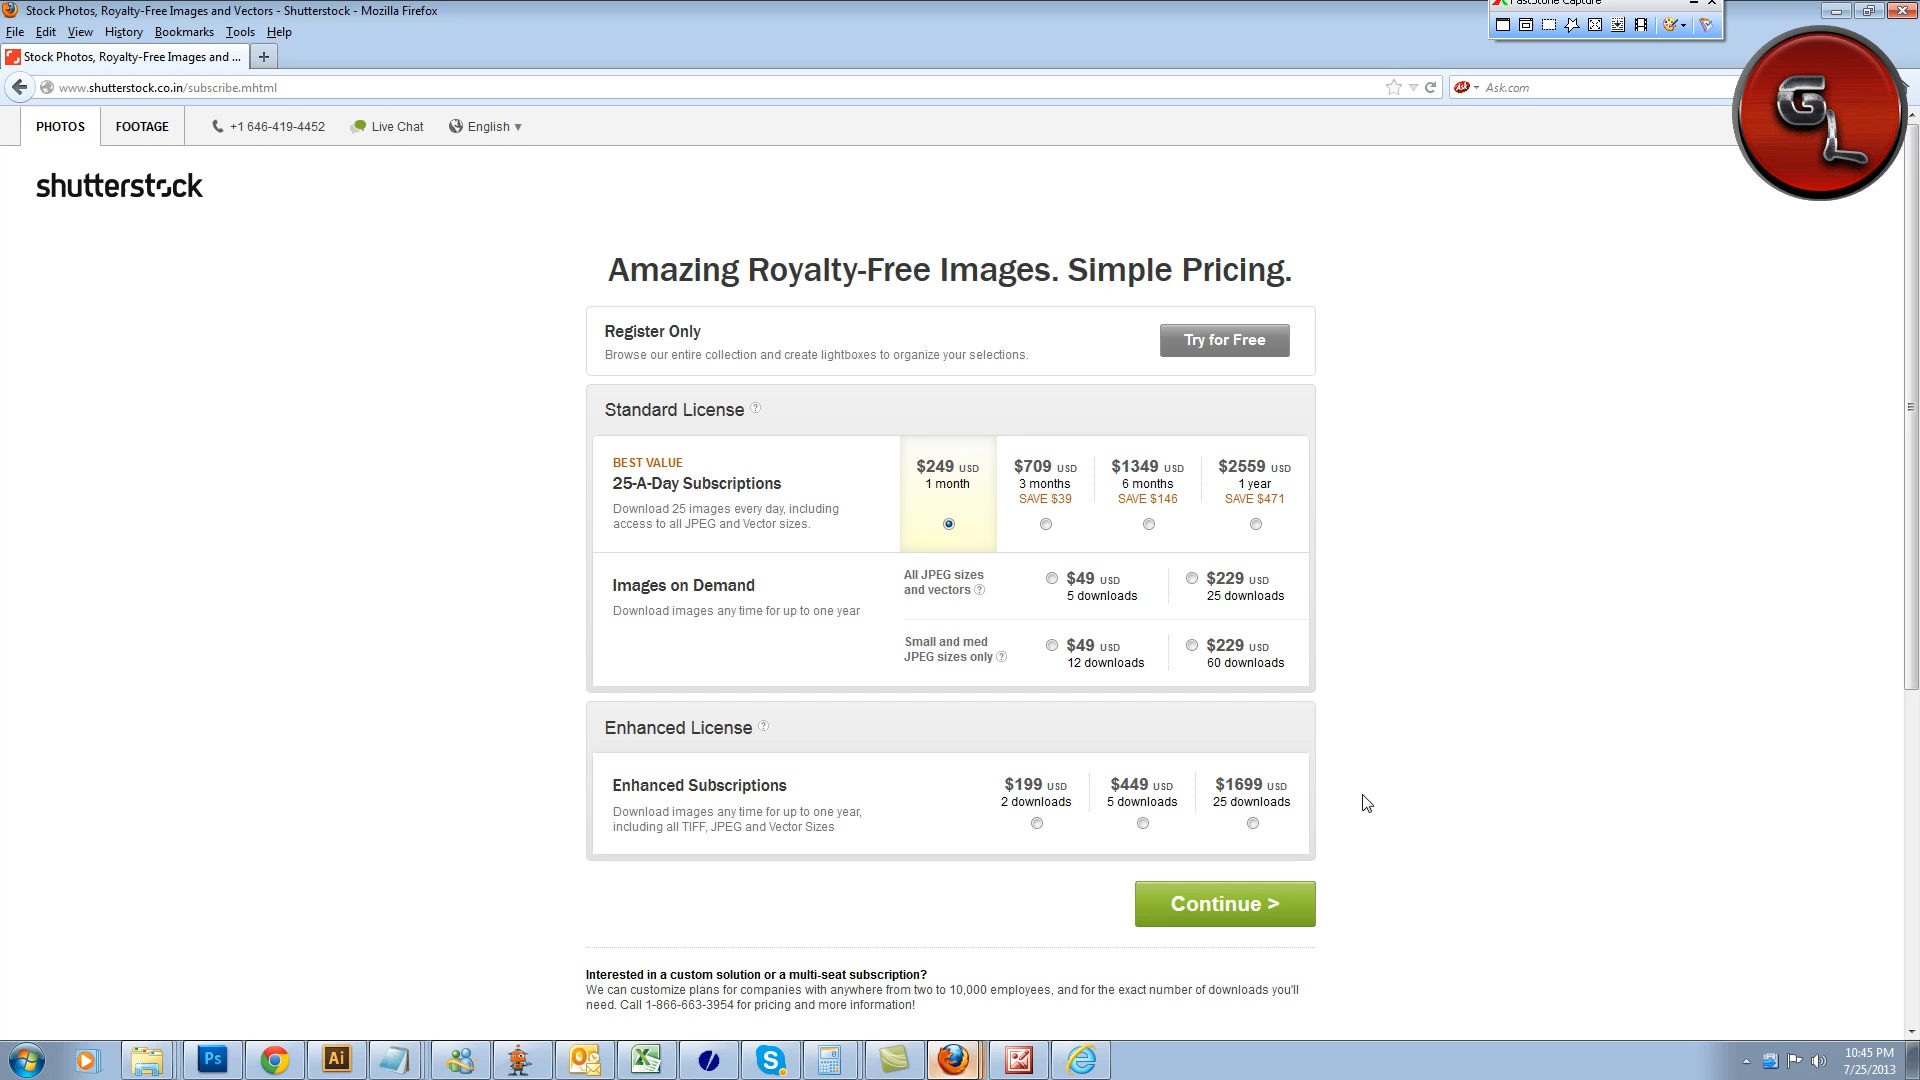 Stock Photos, Royalty-Free Images and Vectors - Shutterstock - Mozilla Firefox
FastStone Capture
File Edit View History Bookmarks Tools Help
Stock Photos, Royalty-Free Images and ...
www.shutterstock.co.in/subscribe.mhtml
Ask Ask.com
PHOTOS FOOTAGE +1 646-419-4452 Live Chat English
GL
shutterstock
Amazing Royalty-Free Images. Simple Pricing.
Register Only
Browse our entire collection and create lightboxes to organize your selections.
Try for Free
Standard License ?
BEST VALUE
25-A-Day Subscriptions
Download 25 images every day, including
access to all JPEG and Vector sizes.
$249 USD
1 month
$709 USD
3 months
SAVE $39
$1349 USD
6 months
SAVE $146
$2559 USD
1 year
SAVE $471
Images on Demand
Download images any time for up to one year
All JPEG sizes
and vectors ?
$49 USD
5 downloads
$229 USD
25 downloads
Small and med
JPEG sizes only ?
$49 USD
12 downloads
$229 USD
60 downloads
Enhanced License ?
Enhanced Subscriptions
Download images any time for up to one year,
including all TIFF, JPEG and Vector Sizes
$199 USD
2 downloads
$449 USD
5 downloads
$1699 USD
25 downloads
Continue >
Interested in a custom solution or a multi-seat subscription?
We can customize plans for companies with anywhere from two to 10,000 employees, and for the exact number of downloads you'll
need. Call 1-866-663-3954 for pricing and more information!
Ps
Ai
10:45 PM
7/25/2013